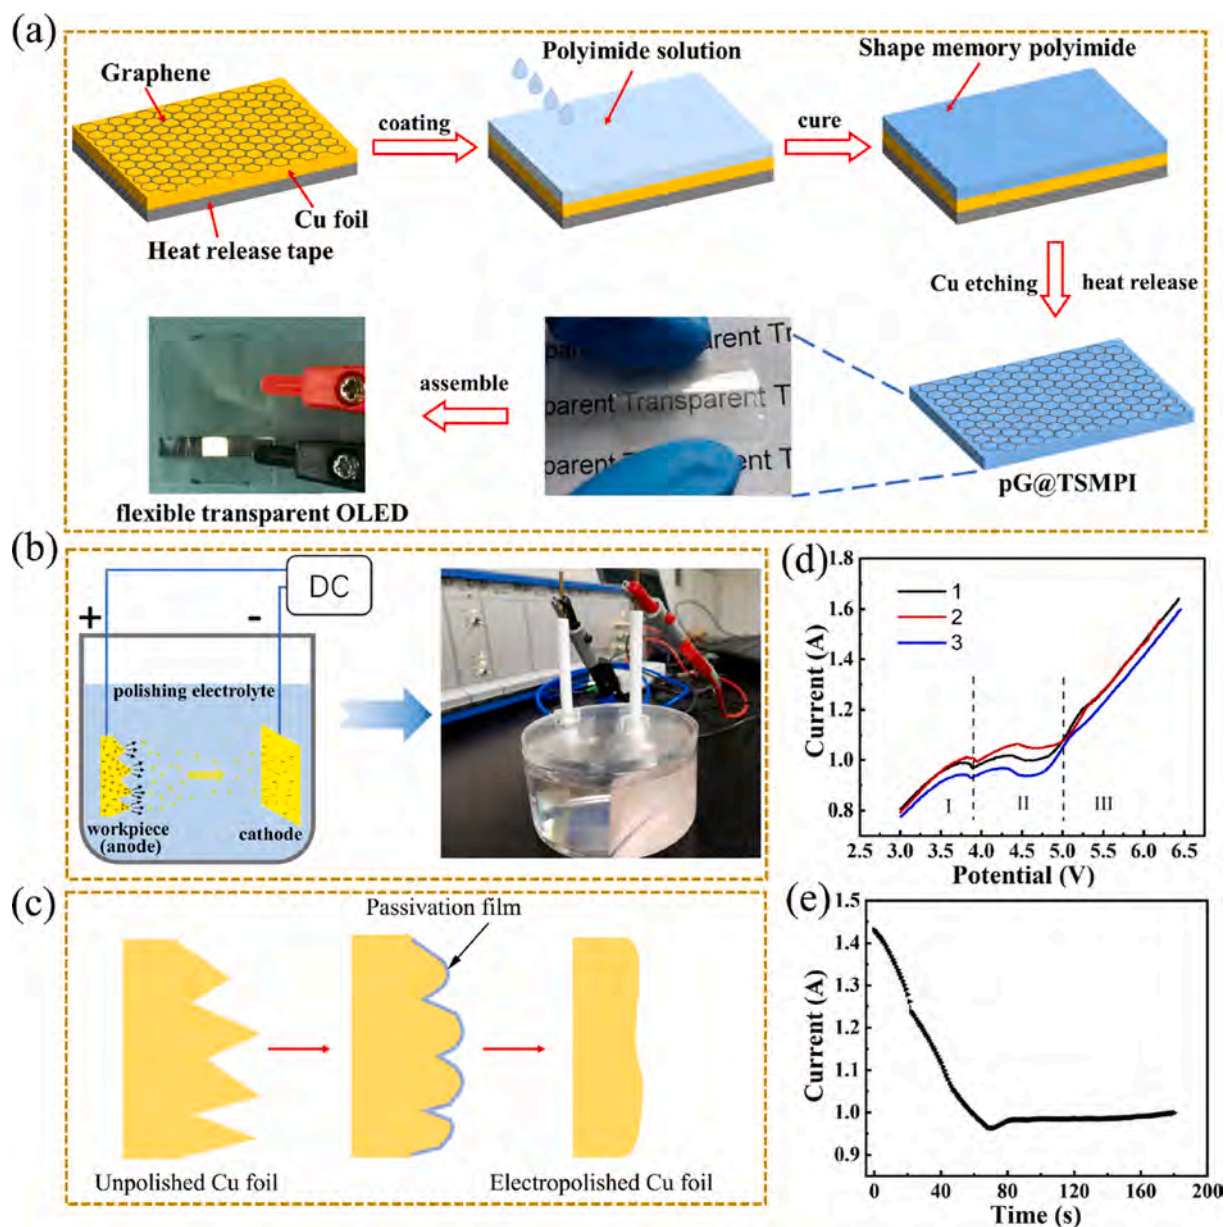 (a)
Graphene
coating
Polyimide solution
cure
Shape memory polyimide
Cu foil
Heat release tape
Cu etching
heat release
assemble
arent Tr
parent Transparent T
parent Tra
ent T
flexible transparent OLED
pG@TSMPI
(b)
DC
+
-
polishing electrolyte
workpiece
(anode)
cathode
(c)
Passivation film
Unpolished Cu foil
Electropolished Cu foil
(d)
1
2
3
Current (A)
1.8
1.6
1.4
1.2
1.0
0.8
I
II
III
2.5 3.0 3.5 4.0 4.5 5.0 5.5 6.0 6.5
Potential (V)
(e)
Current (A)
1.5
1.4
1.3
1.2
1.1
1.0
0.9
0 40 80 120 160 200
Time (s)